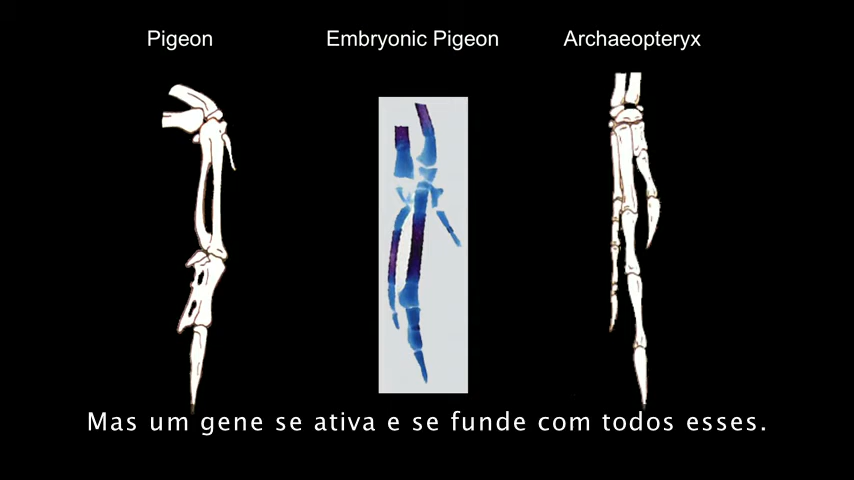 Pigeon
Embryonic Pigeon
Archaeopteryx
Mas um gene se ativa e se funde com todos esses.